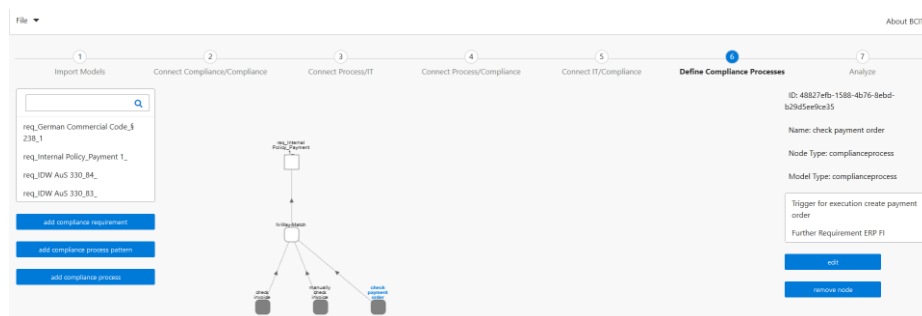 File
About BCIT
1
2
3
4
5
6
7
Import Models
Connect Compliance/Compliance
Connect Process/IT
Connect Process/Compliance
Connect IT/Compliance
Define Compliance Processes
Analyze
req_German Commercial Code_§
238_1
req_Internal Policy_Payment 1_
req_IDW AuS 330_84_
req_IDW AuS 330_83_
add compliance requirement
add compliance process pattern
add compliance process
req_Internal
Policy_Payment
check
invoice
manually
check
invoice
check
payment
order
ID: 48827efb-1588-4b76-8ebd-
b29d5ee9ce35
Name: check payment order
Node Type: complianceprocess
Model Type: complianceprocess
Trigger for execution create payment
order
Further Requirement ERP FI
edit
remove node